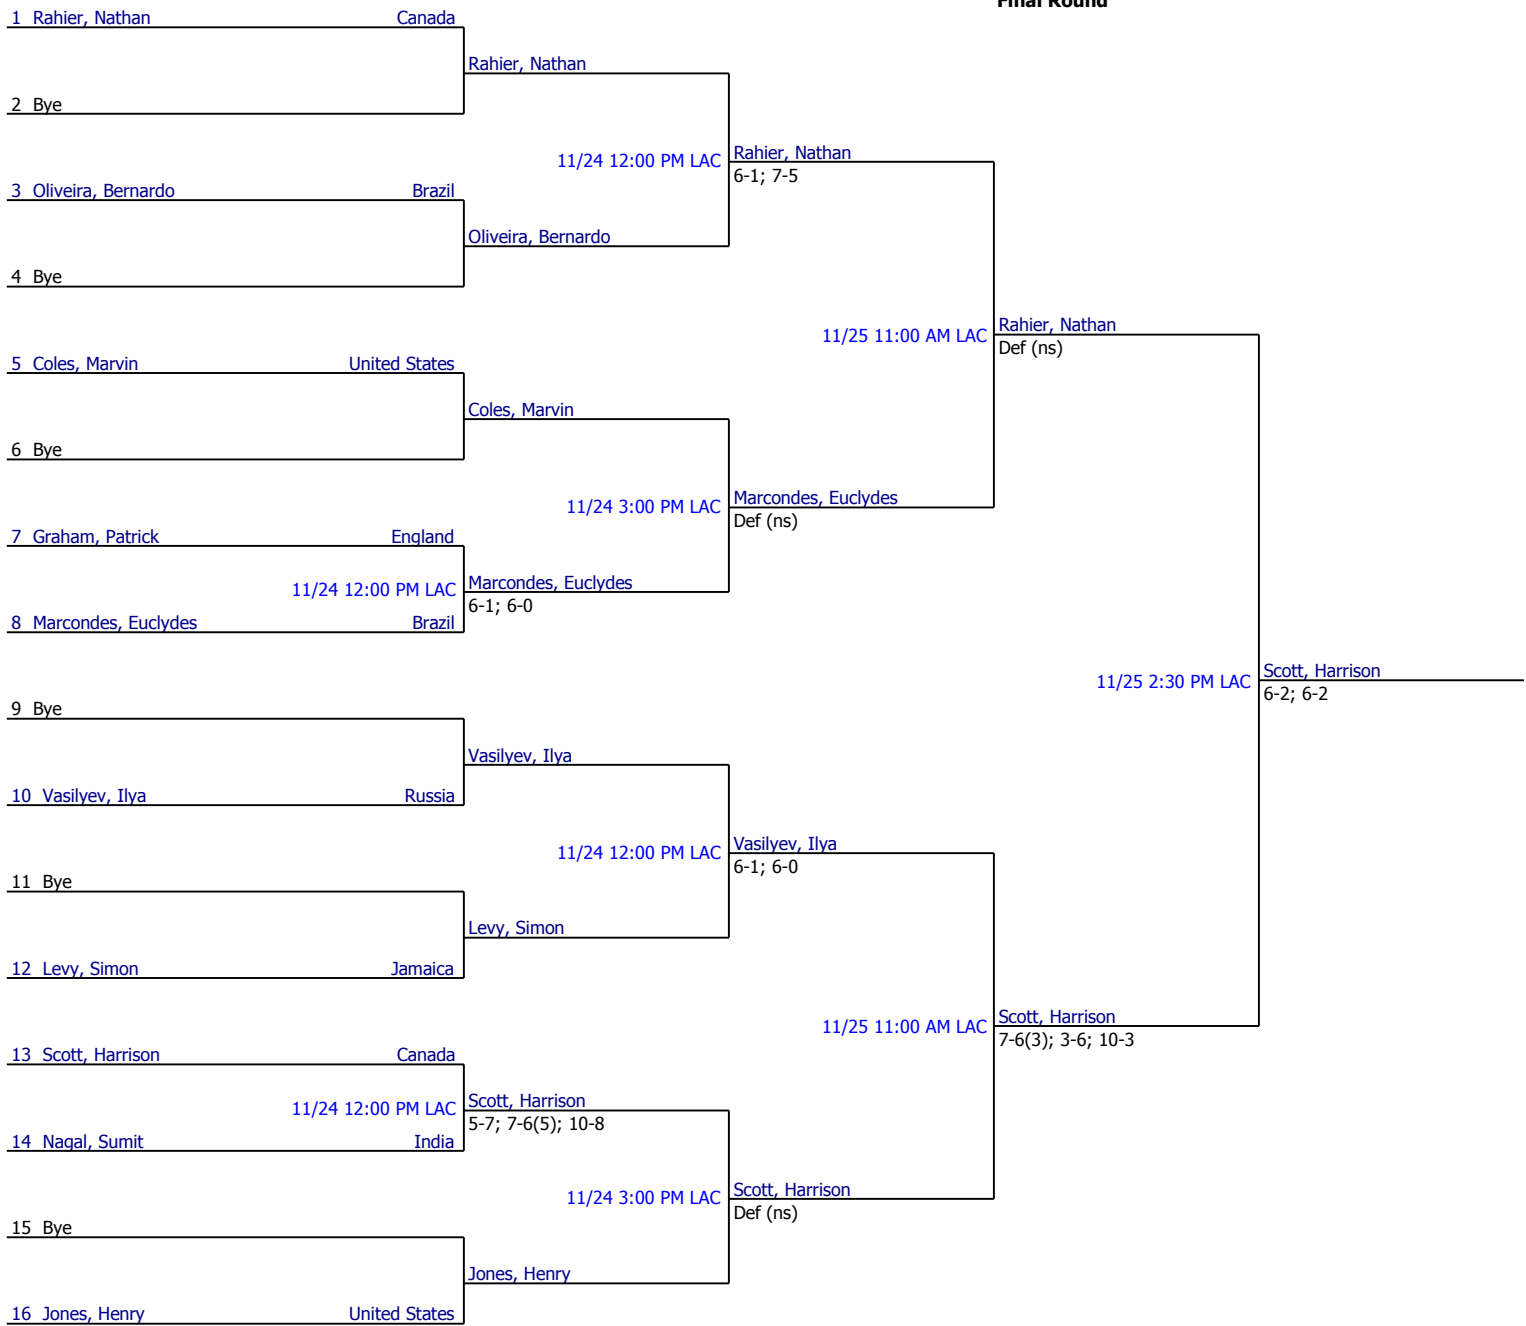 Final Round
1 Rahier, Nathan Canada
Rahier, Nathan
2 Bye
11/24 12:00 PM LAC
Rahier, Nathan
6-1; 7-5
3 Oliveira, Bernardo Brazil
Oliveira, Bernardo
4 Bye
11/25 11:00 AM LAC
Rahier, Nathan
Def (ns)
5 Coles, Marvin United States
Coles, Marvin
6 Bye
11/24 3:00 PM LAC
Marcondes, Euclydes
Def (ns)
7 Graham, Patrick England
11/24 12:00 PM LAC
Marcondes, Euclydes
6-1; 6-0
8 Marcondes, Euclydes Brazil
11/25 2:30 PM LAC
Scott, Harrison
6-2; 6-2
9 Bye
Vasilyev, Ilya
10 Vasilyev, Ilya Russia
11/24 12:00 PM LAC
Vasilyev, Ilya
6-1; 6-0
11 Bye
Levy, Simon
12 Levy, Simon Jamaica
11/25 11:00 AM LAC
Scott, Harrison
7-6(3); 3-6; 10-3
13 Scott, Harrison Canada
11/24 12:00 PM LAC
Scott, Harrison
5-7; 7-6(5); 10-8
14 Nagal, Sumit India
11/24 3:00 PM LAC
Scott, Harrison
Def (ns)
15 Bye
Jones, Henry
16 Jones, Henry United States